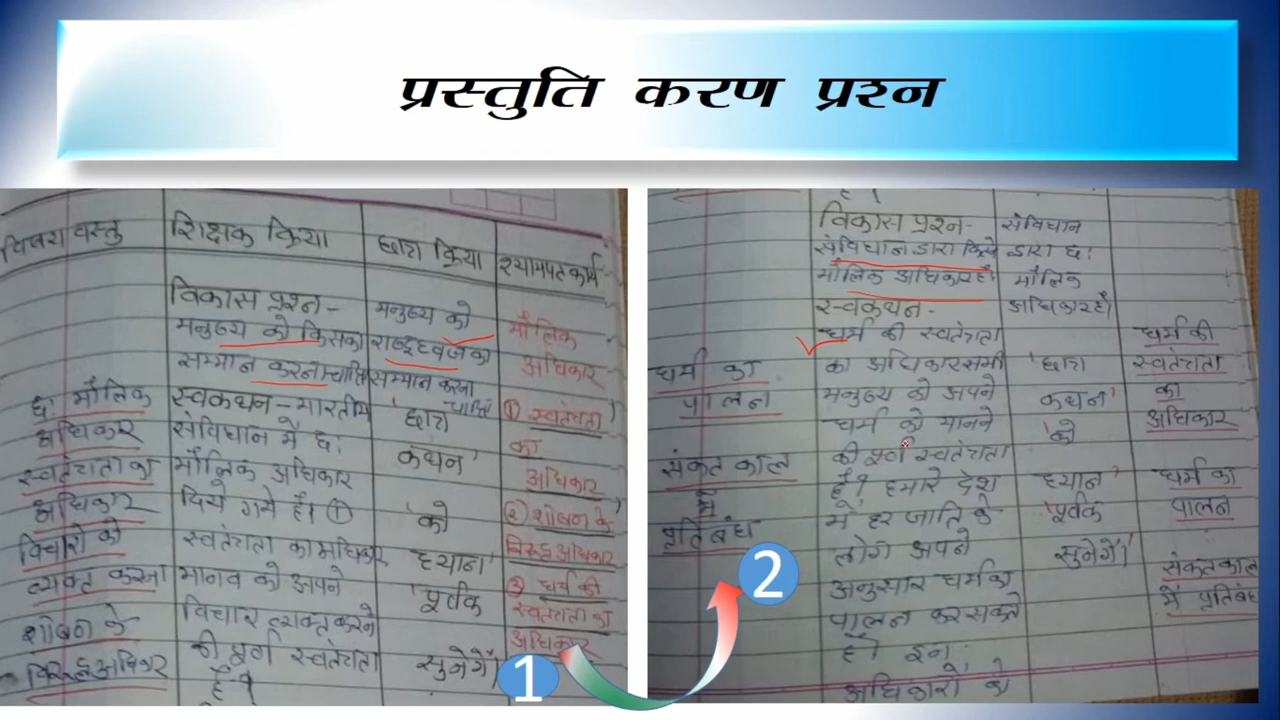 प्रस्तुति करण प्रश्न
विषय वस्तु
शिक्षक क्रिया
छात्र क्रिया
श्यामपट कार्य
छः मौलिक
अधिकार
स्वतंत्रता का
अधिकार
विचारो को
व्यक्त करना
शोषण के
विरूद्ध अधिकार
विकास प्रश्न-
मनुष्य को किसका
सम्मान करना चाहिए
स्वकथन - भारतीय
संविधान में छः
मौलिक अधिकार
दिये गये है। ①
स्वतंत्रता का अधिकार
मानव को अपने
विचार व्यक्त करने
की पूर्ण स्वतंत्रता
है।
मनुष्य को
राष्ट्रध्वज का
सम्मान करना
चाहिए
'छात्र
कथन'
'को
ध्यान'
'पूर्वक
सुनेगें'
मौलिक
अधिकार
① स्वतंत्रता
का
अधिकार
② शोषण के
विरूद्ध अधिकार
③ धर्म की
स्वतंत्रता का
अधिकार
1
धर्म का
पालन
संकट काल
में
प्रतिबंध
है।
विकास प्रश्न-
संविधान द्वारा कितने
मौलिक अधिकार है
स्वकथन-
धर्म की स्वतंत्रता
का अधिकार सभी
मनुष्य को अपने
धर्म को मानने
की पूर्ण स्वतंत्रता
है। हमारे देश
में हर जाति के
लोग अपने
अनुसार धर्म का
पालन कर सकते
है। इन
अधिकारो को
संविधान
द्वारा छः
मौलिक
अधिकार है।
'छात्र
कथन'
'को
ध्यान'
'पूर्वक
सुनेगें'
धर्म की
स्वतंत्रता
का
अधिकार
धर्म का
पालन
संकटकाल
में प्रतिबंध
2